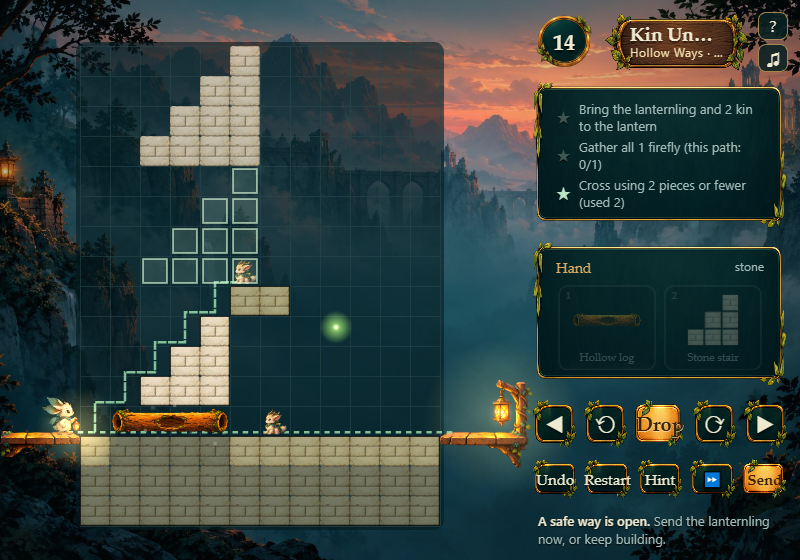 14
Kin Un...
Hollow Ways · ...
?
Bring the lanternling and 2 kin
to the lantern
Gather all 1 firefly (this path:
0/1)
Cross using 2 pieces or fewer
(used 2)
Hand
stone
1
2
Hollow log
Stone stair
Drop
Undo
Restart
Hint
Send
A safe way is open. Send the lanternling
now, or keep building.